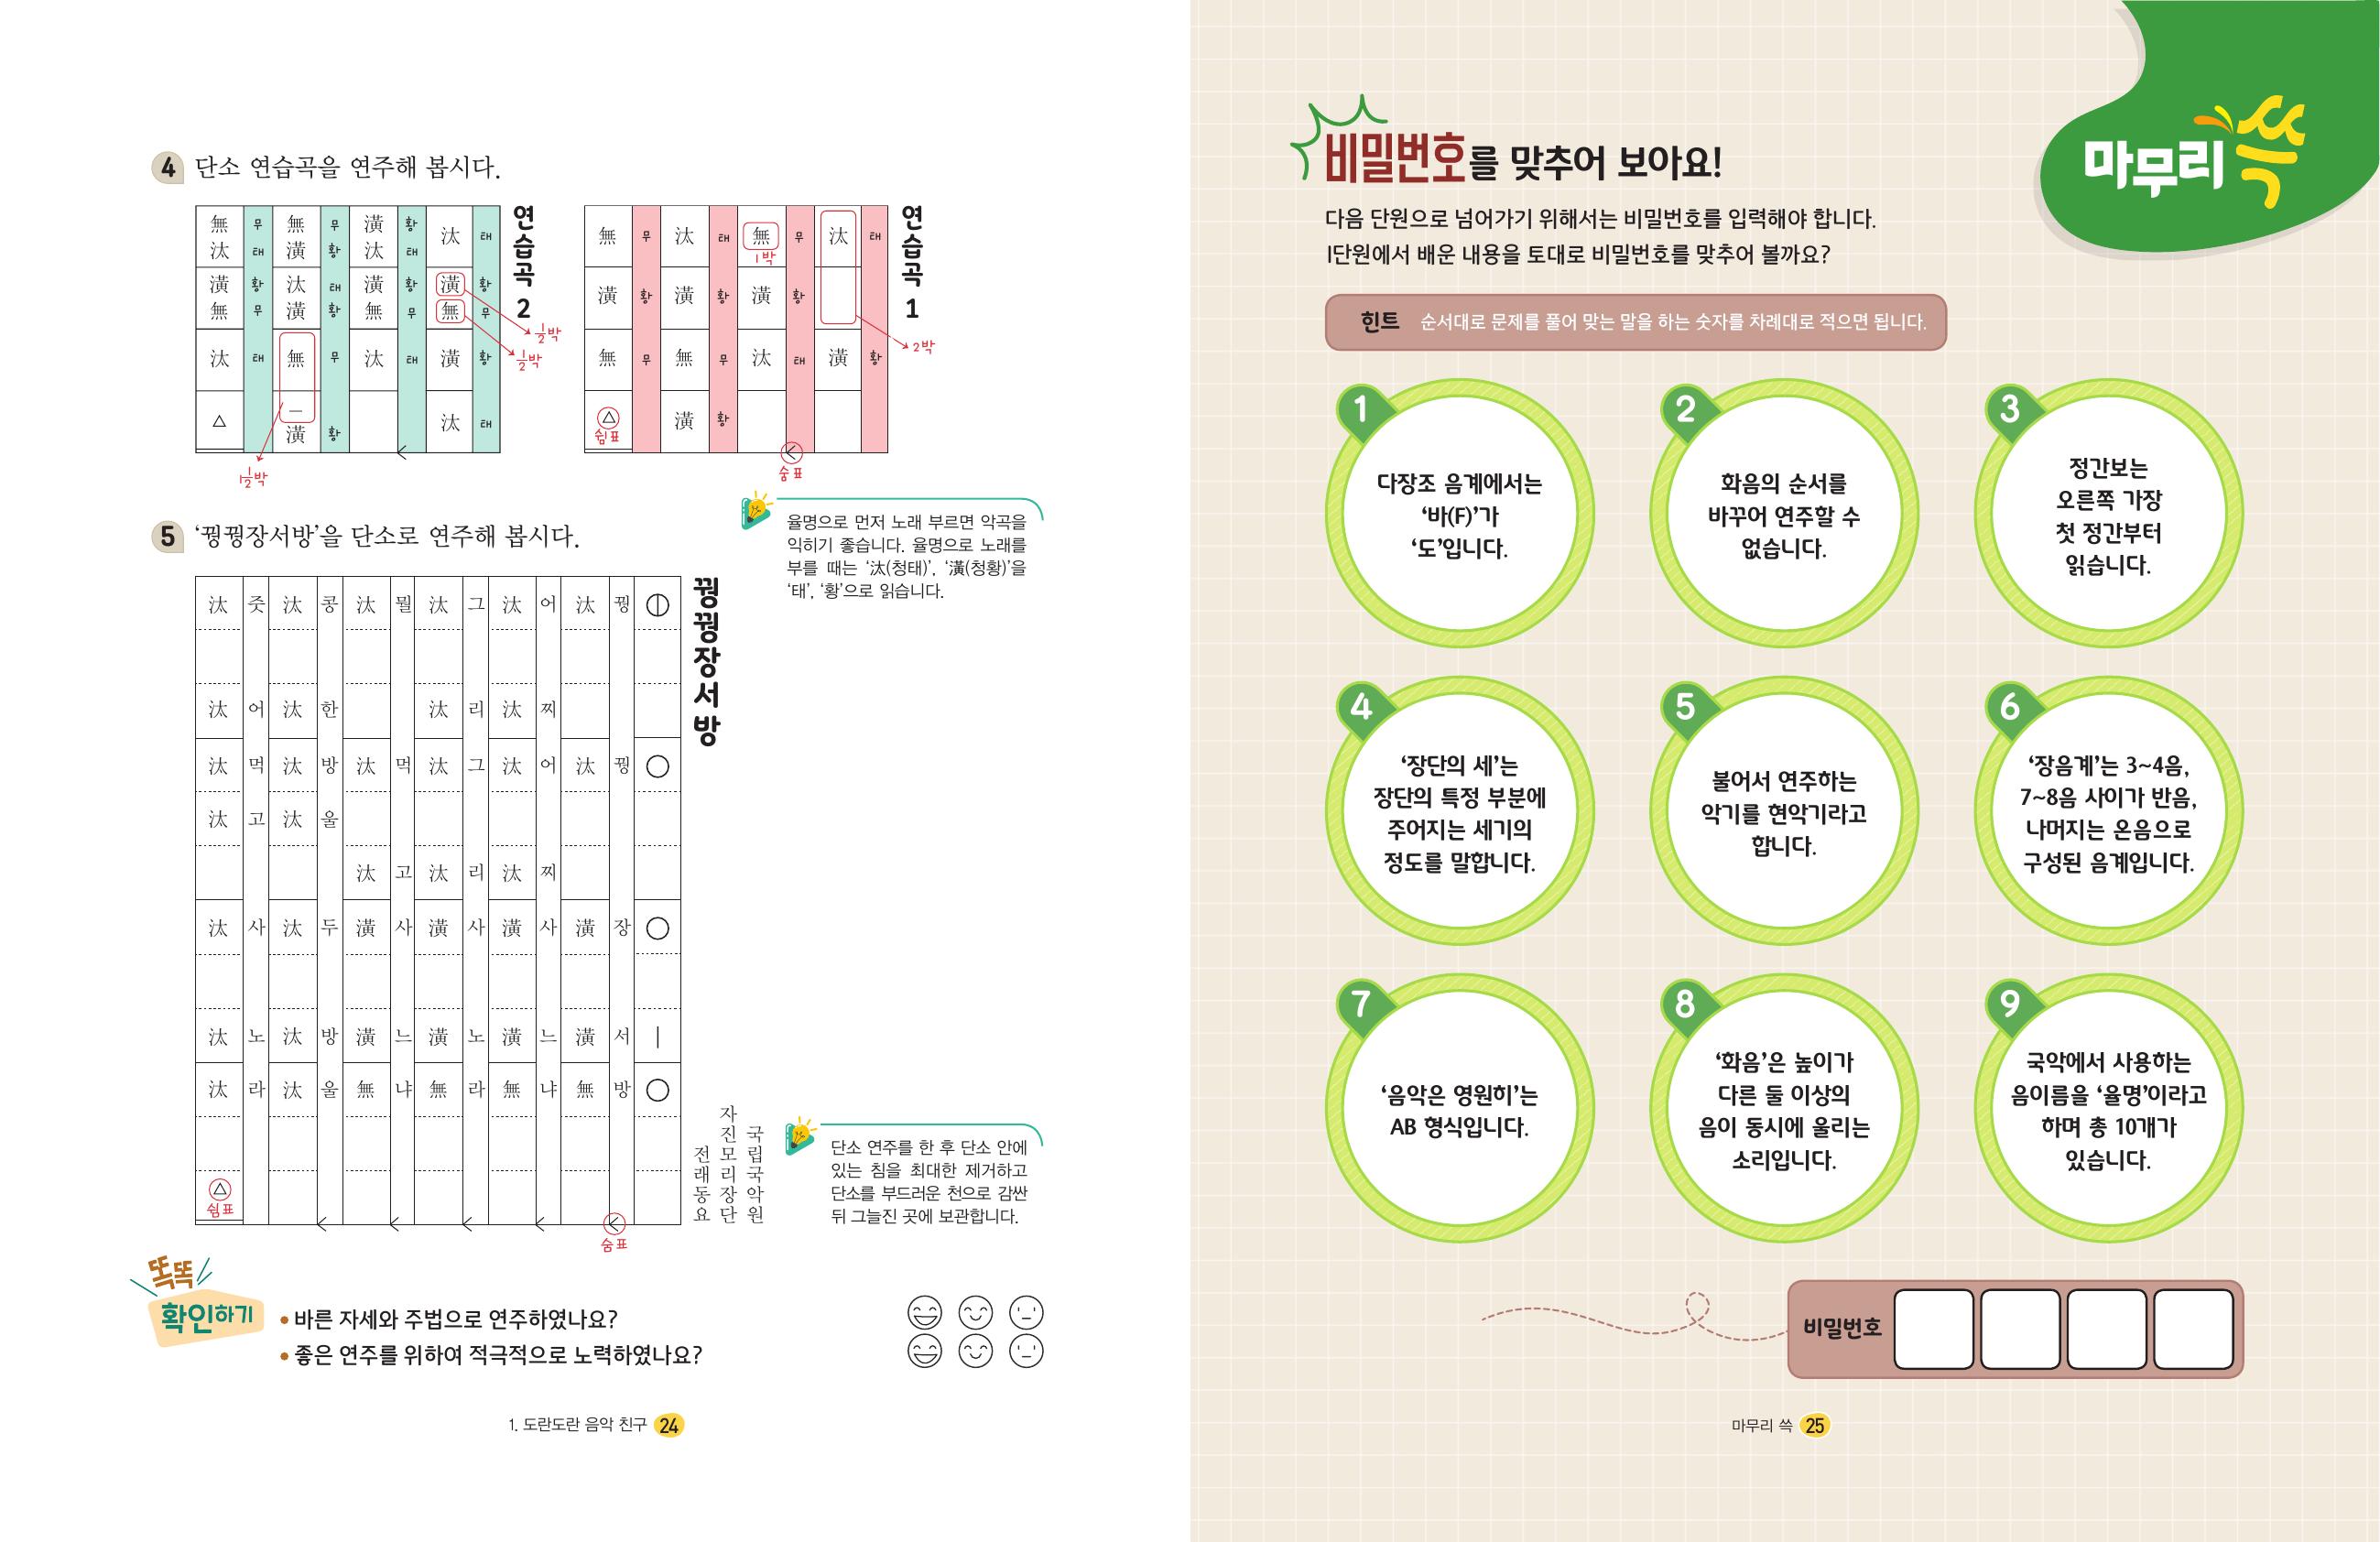 4 단소 연습곡을 연주해 봅시다.
연습곡 1
汰 潢
태 황
無 潢 汰
무 황 태
汰 潢 無 潢
태 황 무 황
無 潢 無 △
무 황 무
1박
2박
쉼표
숨표
연습곡 2
汰 潢 無 潢 汰
태 황 무 황 태
潢 汰 潢 無 汰
황 태 황 무 태
無 潢 汰 潢 無 一 潢
무 황 태 황 무 황
無 汰 潢 無 汰 △
무 태 황 무 태
1/2박
1/2박
1 1/2박
율명으로 먼저 노래 부르면 악곡을
익히기 좋습니다. 율명으로 노래를
부를 때는 ‘汰(청태)’, ‘潢(청황)’을
‘태’, ‘황’으로 읽습니다.
5 ‘꿩꿩장서방’을 단소로 연주해 봅시다.
꿩꿩장서방
국립국악원
자진모리장단
전래동요
꿩 꿩 장 서 방
汰 汰 潢 潢 無
어 찌 어 찌 사 느 냐
汰 汰 汰 汰 潢 潢 無
그 리 그 리 사 노 라
汰 汰 汰 汰 潢 潢 無
뭘 먹 고 사 느 냐
汰 汰 汰 潢 潢 無
콩 한 방 울 두 방 울
汰 汰 汰 汰 汰 汰 汰
줏 어 먹 고 사 노 라
汰 汰 汰 汰 汰 汰 汰 △
쉼표
숨표
단소 연주를 한 후 단소 안에
있는 침을 최대한 제거하고
단소를 부드러운 천으로 감싼
뒤 그늘진 곳에 보관합니다.
똑똑
확인하기
• 바른 자세와 주법으로 연주하였나요?
• 좋은 연주를 위하여 적극적으로 노력하였나요?
1. 도란도란 음악 친구 24
마무리 쓱
비밀번호를 맞추어 보아요!
다음 단원으로 넘어가기 위해서는 비밀번호를 입력해야 합니다.
1단원에서 배운 내용을 토대로 비밀번호를 맞추어 볼까요?
힌트 순서대로 문제를 풀어 맞는 말을 하는 숫자를 차례대로 적으면 됩니다.
1
다장조 음계에서는
‘바(F)’가
‘도’입니다.
2
화음의 순서를
바꾸어 연주할 수
없습니다.
3
정간보는
오른쪽 가장
첫 정간부터
읽습니다.
4
‘장단의 세’는
장단의 특정 부분에
주어지는 세기의
정도를 말합니다.
5
불어서 연주하는
악기를 현악기라고
합니다.
6
‘장음계’는 3~4음,
7~8음 사이가 반음,
나머지는 온음으로
구성된 음계입니다.
7
‘음악은 영원히’는
AB 형식입니다.
8
‘화음’은 높이가
다른 둘 이상의
음이 동시에 울리는
소리입니다.
9
국악에서 사용하는
음이름을 ‘율명’이라고
하며 총 10개가
있습니다.
비밀번호
마무리 쓱 25